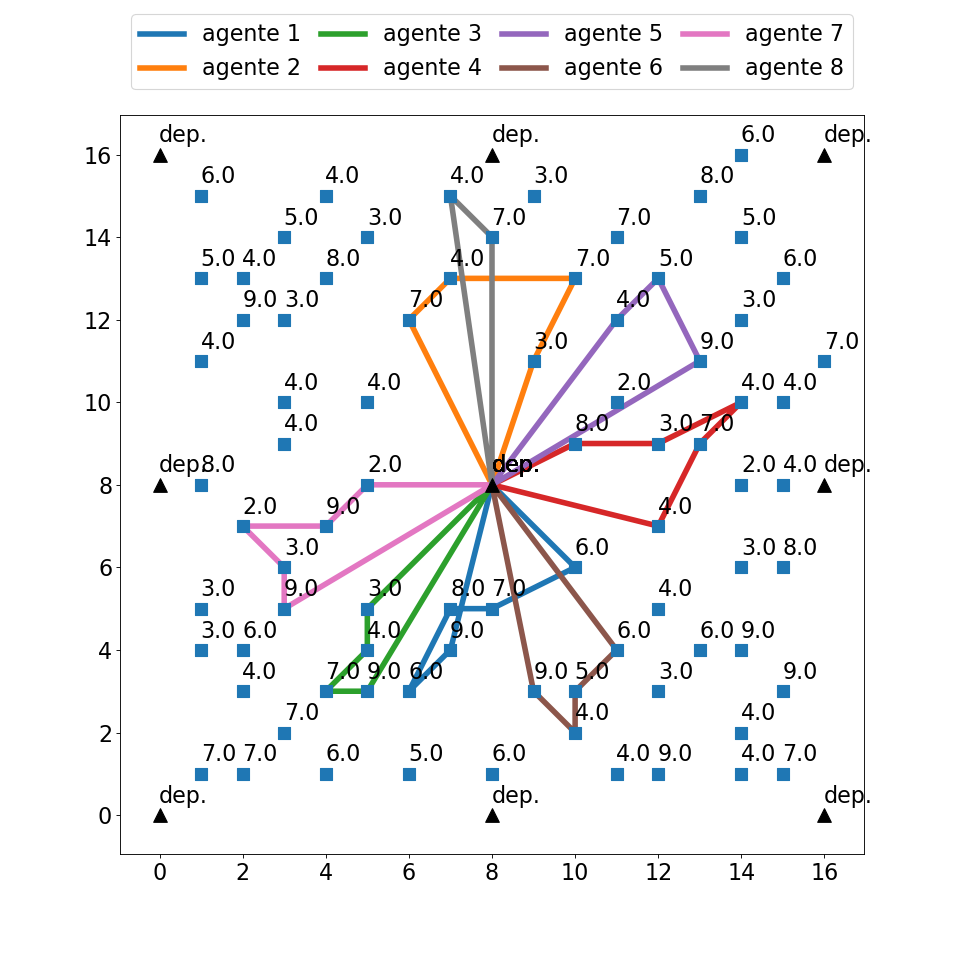 agente 1 agente 3 agente 5 agente 7
agente 2 agente 4 agente 6 agente 8
6.0
dep. dep. dep.
16
6.0 4.0 4.0 3.0 8.0
5.0 3.0 7.0 7.0 5.0
14
5.0 4.0 8.0 4.0 7.0 5.0 6.0
9.0 3.0 7.0 4.0 3.0
12
4.0 3.0 9.0 7.0
4.0 4.0 2.0 4.0 4.0
10
4.0 8.0 3.0 7.0
dep. 8.0 2.0 dep. 2.0 4.0 dep.
8
2.0 9.0 4.0
3.0 6.0 3.0 8.0
6
3.0 9.0 3.0 8.0 7.0 4.0
3.0 6.0 4.0 9.0 6.0 6.0 9.0
4
4.0 7.0 9.0 6.0 9.0 5.0 3.0 9.0
7.0 4.0 4.0
2
7.0 7.0 6.0 5.0 6.0 4.0 9.0 4.0 7.0
dep. dep. dep.
0
0 2 4 6 8 10 12 14 16